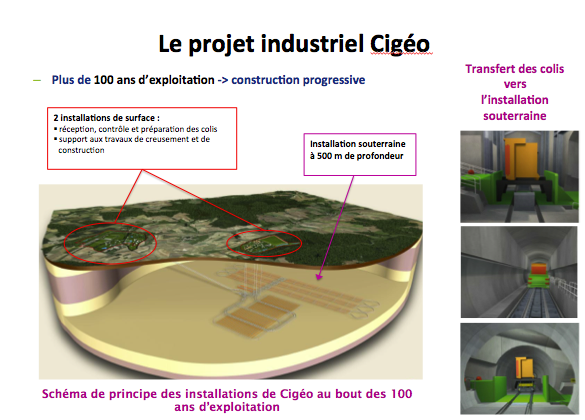 Le projet industriel Cigéo
– Plus de 100 ans d'exploitation -> construction progressive
Transfert des colis
vers
l'installation
souterraine
2 installations de surface :
▪ réception, contrôle et préparation des colis
▪ support aux travaux de creusement et de
construction
Installation souterraine
à 500 m de profondeur
Schéma de principe des installations de Cigéo au bout des 100
ans d'exploitation